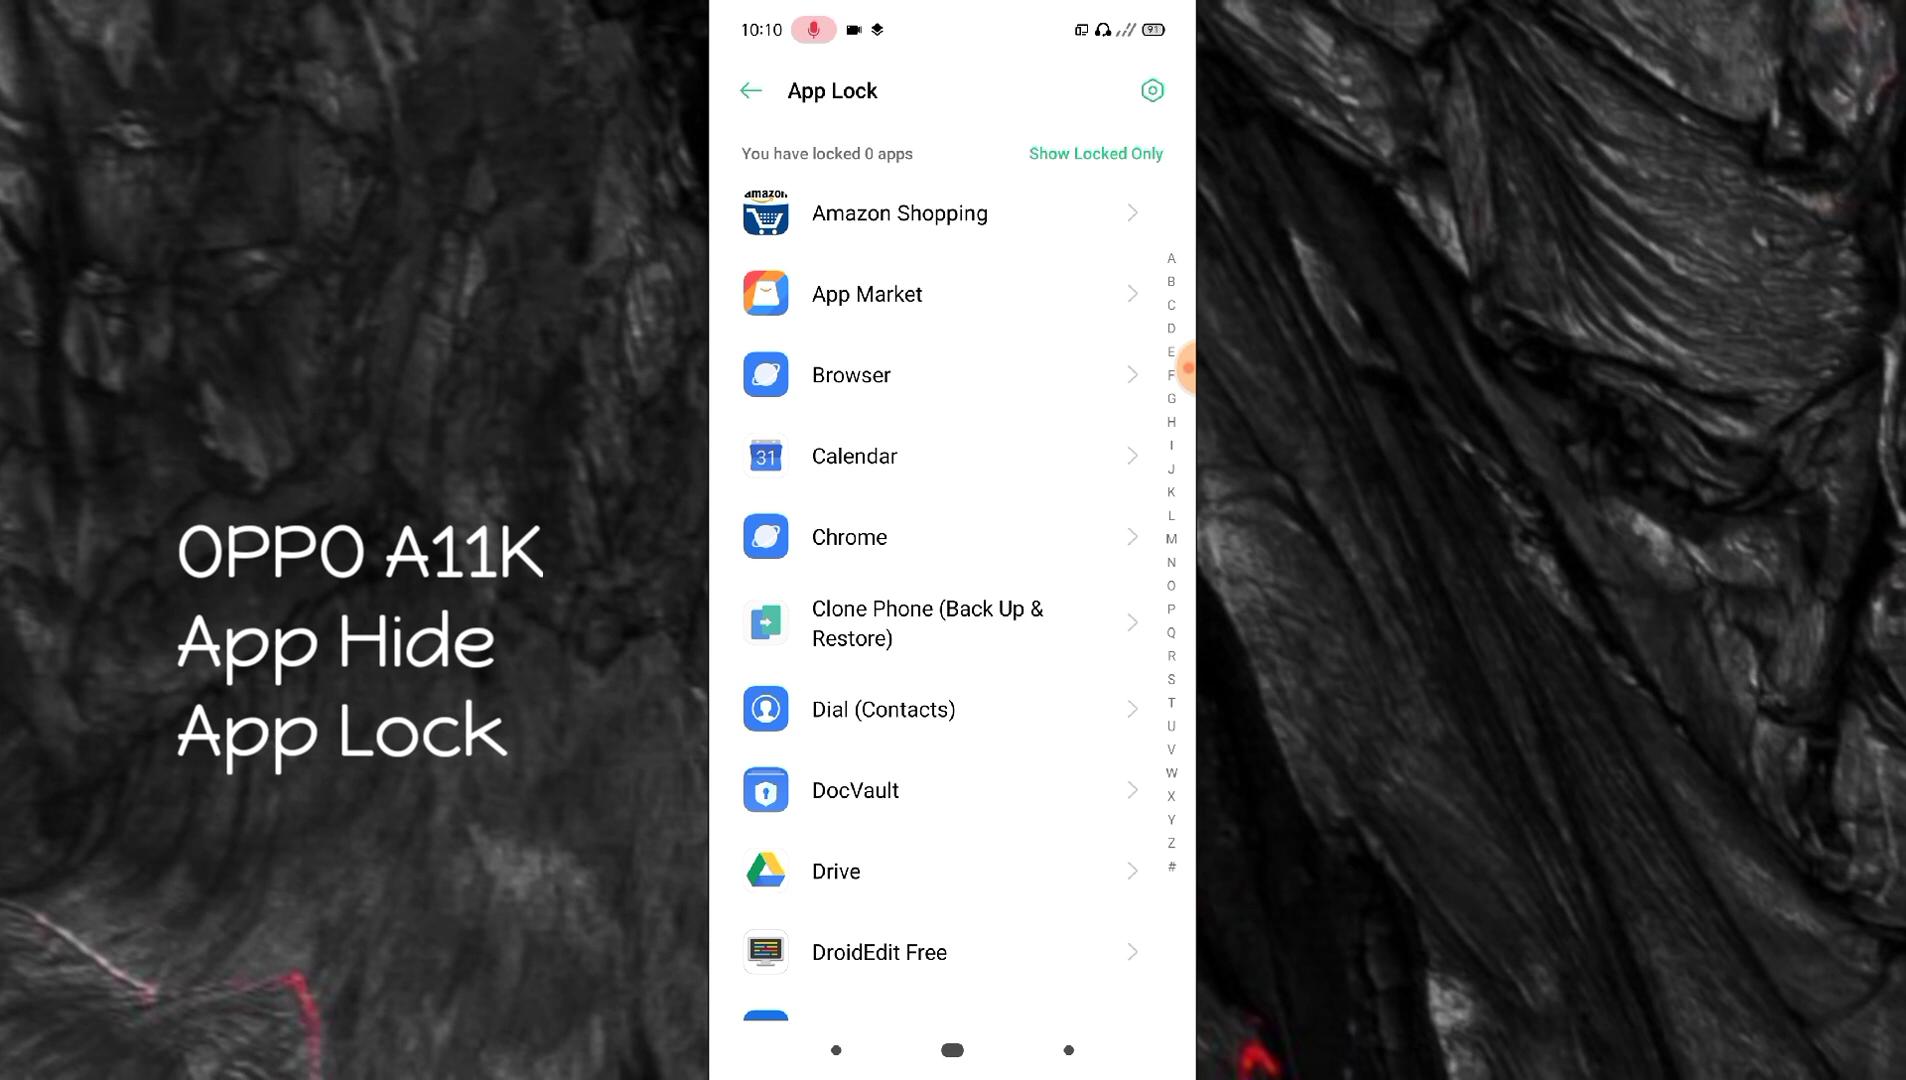 10:10
91
App Lock
You have locked 0 apps
Show Locked Only
amazon
Amazon Shopping
App Market
Browser
31
Calendar
Chrome
Clone Phone (Back Up &
Restore)
Dial (Contacts)
DocVault
Drive
DroidEdit Free
A
B
C
D
E
F
G
H
I
J
K
L
M
N
O
P
Q
R
S
T
U
V
W
X
Y
Z
#
OPPO A11K
App Hide
App Lock